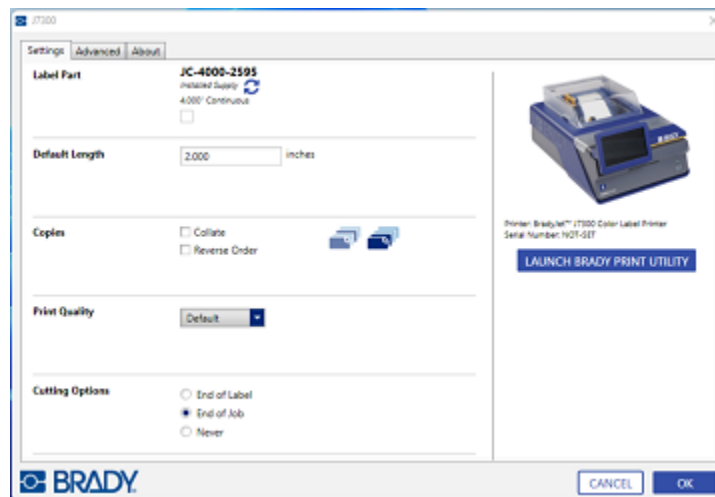 J7300
Settings Advanced About
Label Part
JC-4000-2595
Installed Supply
4.000" Continuous
Default Length
2.000 inches
Copies
Collate
Reverse Order
Print Quality
Default
Cutting Options
End of Label
End of Job
Never
Printer: BradyJet™ J7300 Color Label Printer
Serial Number: NOT-SET
LAUNCH BRADY PRINT UTILITY
BRADY.
CANCEL
OK